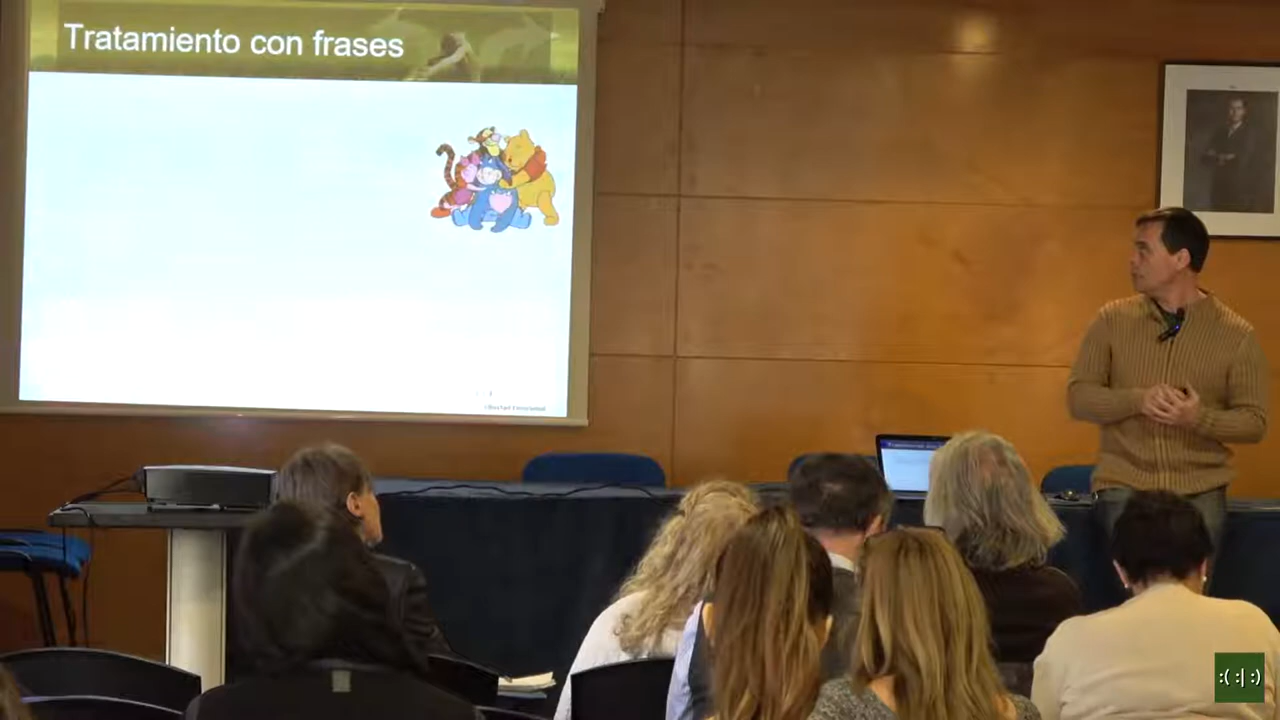 Tratamiento con frases
:( :| :)